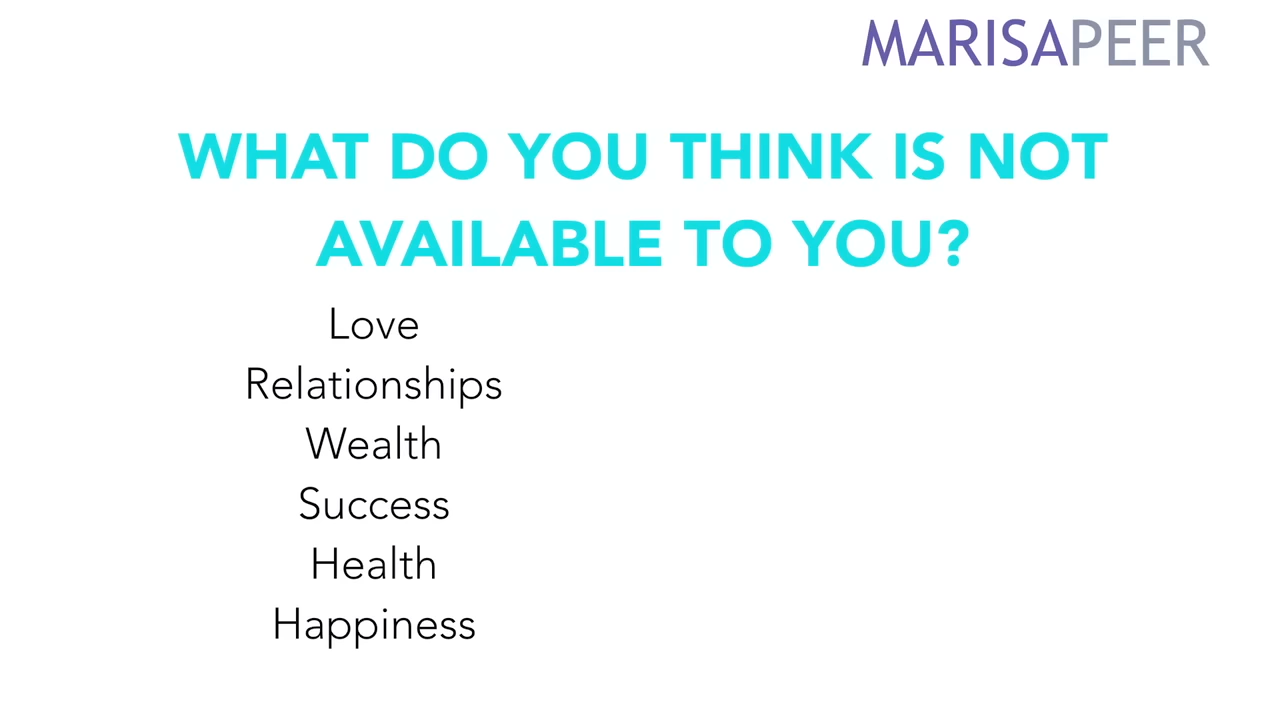 MARISAPEER
WHAT DO YOU THINK IS NOT
AVAILABLE TO YOU?
Love
Relationships
Wealth
Success
Health
Happiness